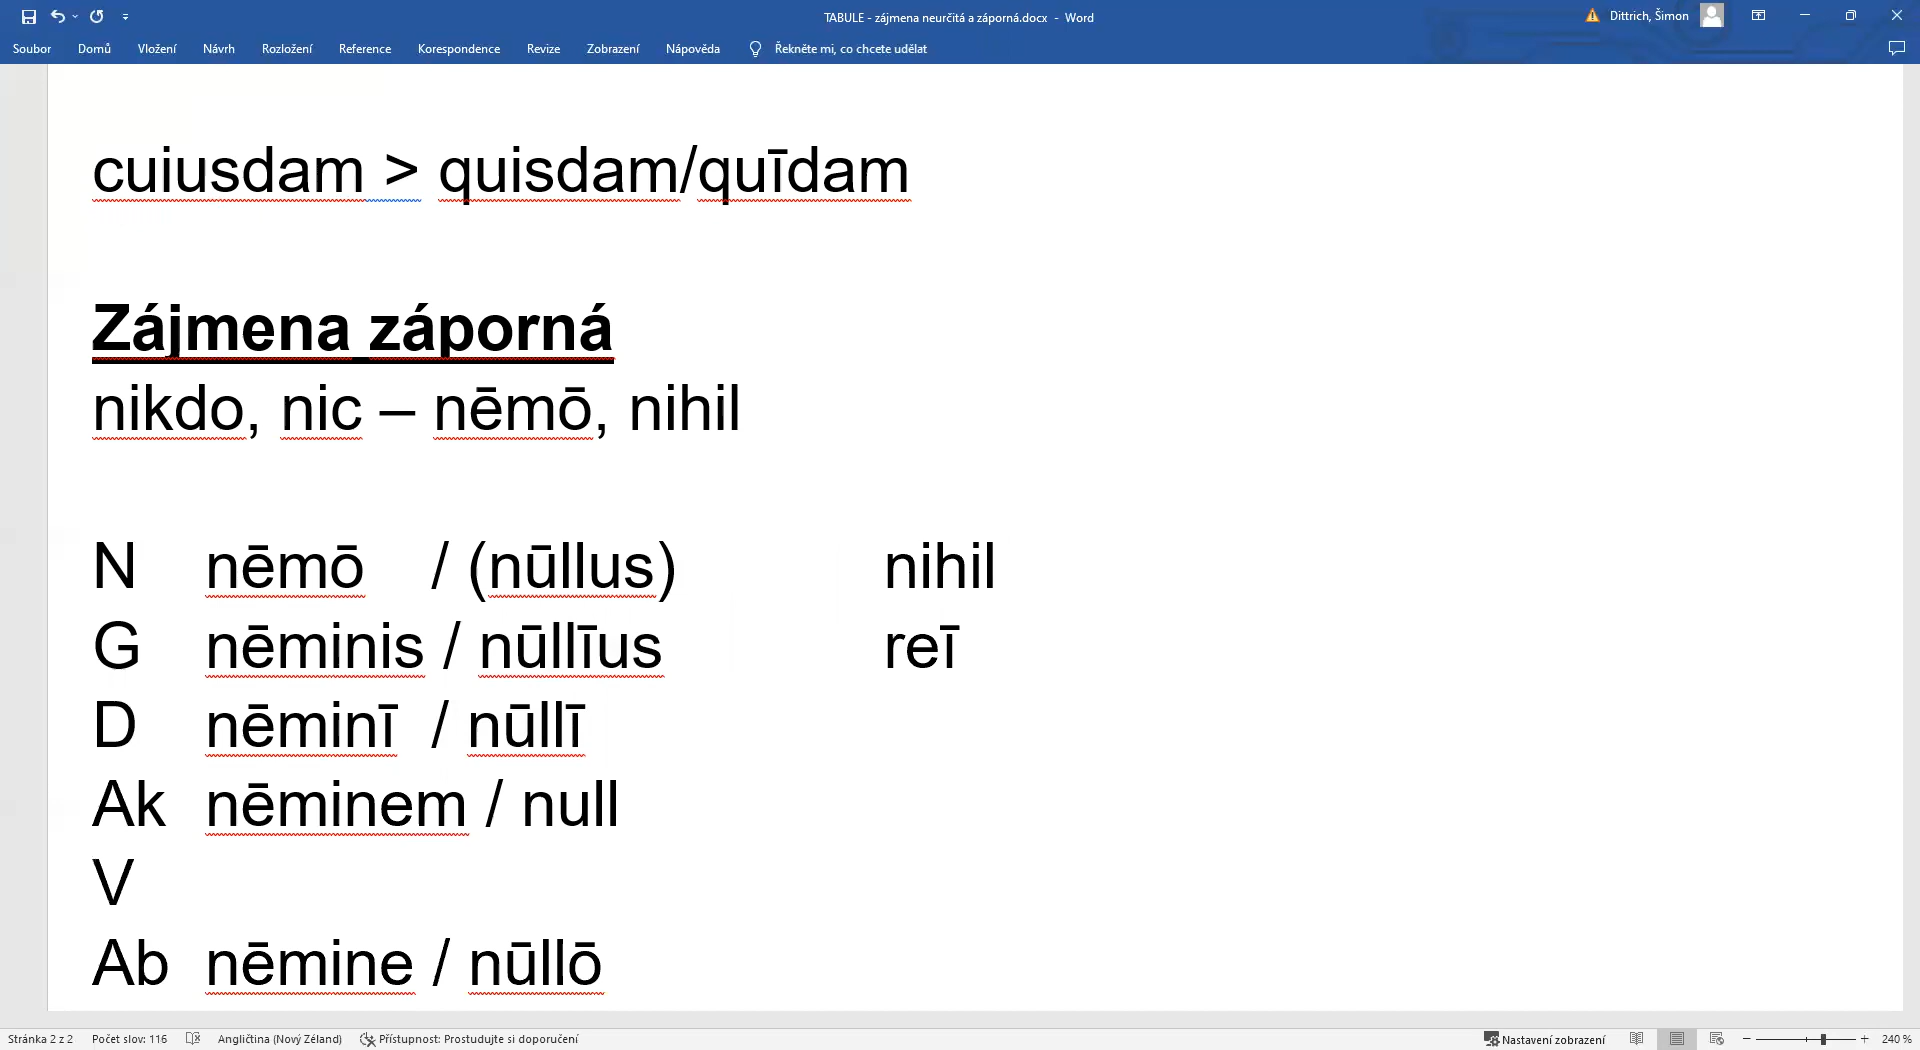 TABULE - zájmena neurčitá a záporná.docx - Word
Dittrich, Šimon
Soubor Domů Vložení Návrh Rozložení Reference Korespondence Revize Zobrazení Nápověda Řekněte mi, co chcete udělat
cuiusdam > quisdam/quīdam
Zájmena záporná
nikdo, nic – nēmō, nihil
N nēmō / (nūllus) nihil
G nēminis / nūllīus reī
D nēminī / nūllī
Ak nēminem / null
V
Ab nēmine / nūllō
Stránka 2 z 2 Počet slov: 116 Angličtina (Nový Zéland) Přístupnost: Prostudujte si doporučení Nastavení zobrazení 240 %